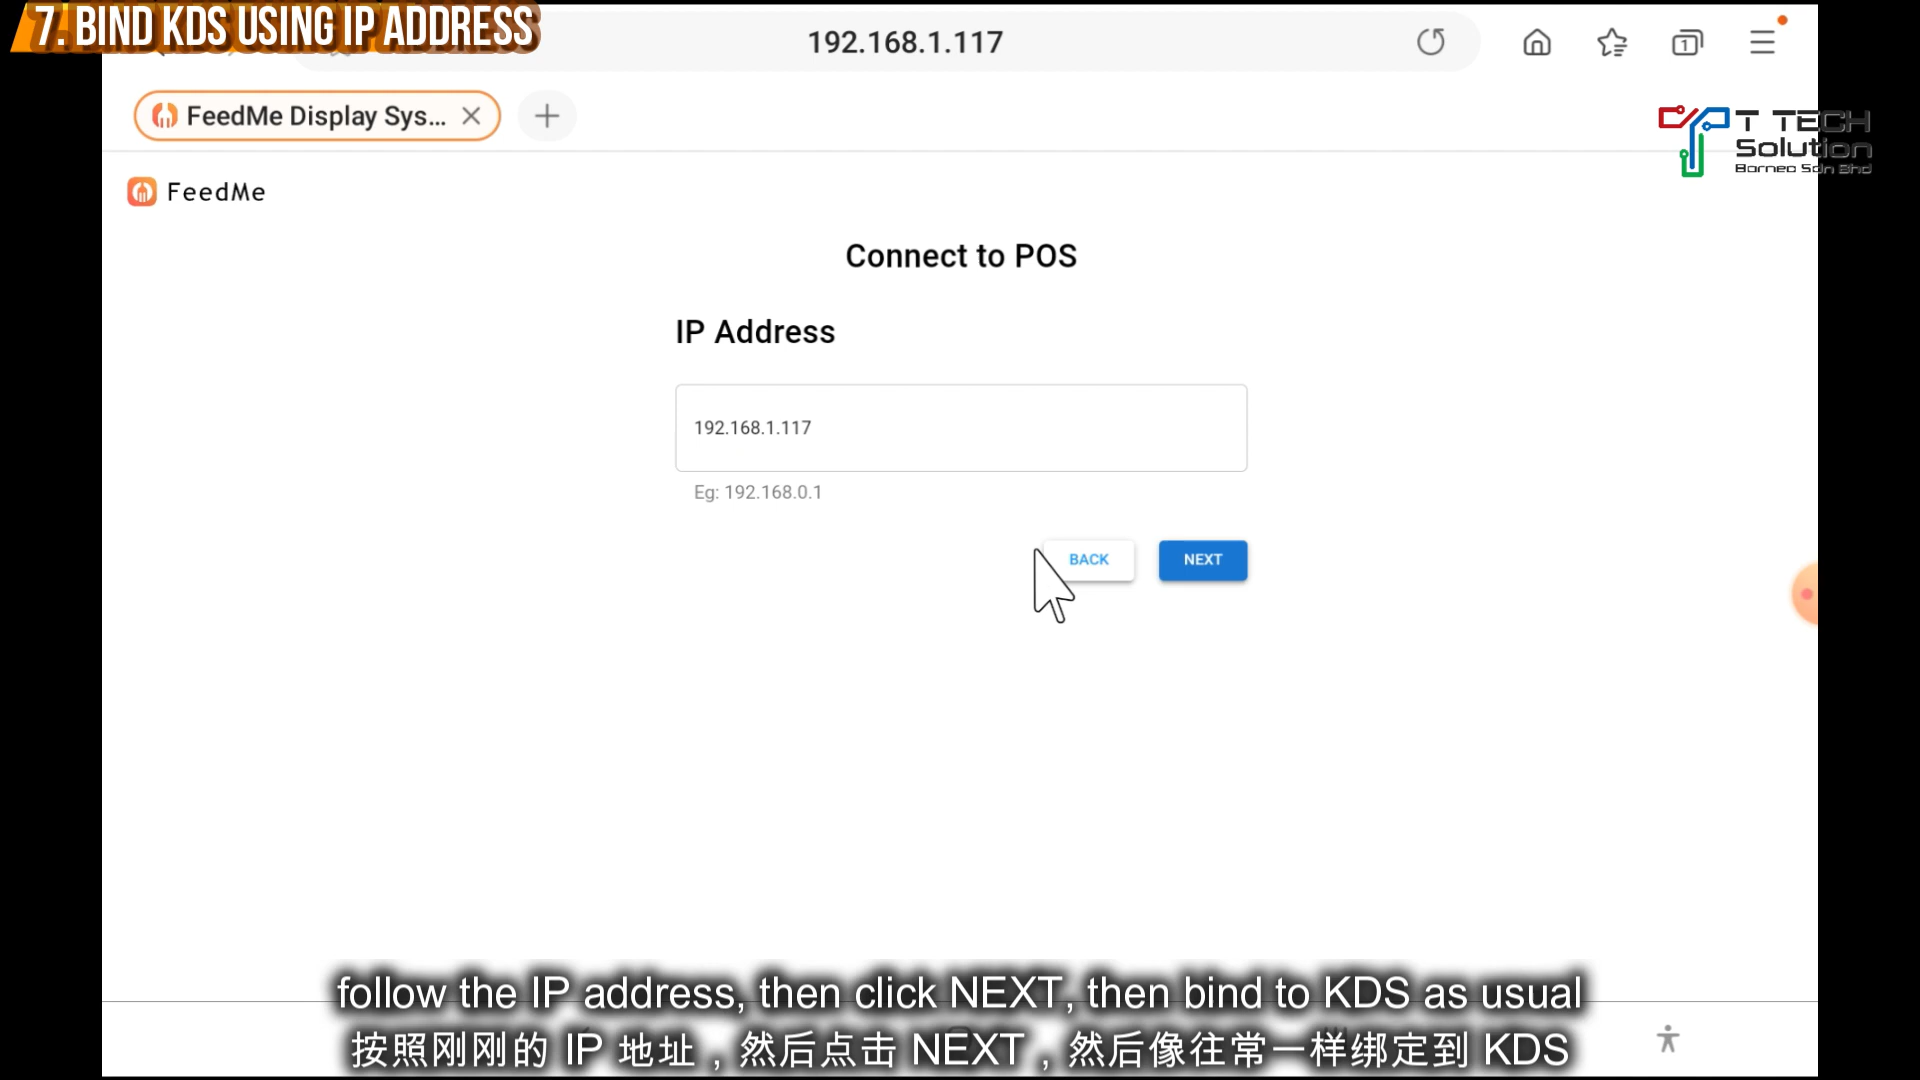 7. BIND KDS USING IP ADDRESS
192.168.1.117
1
FeedMe Display Sys...
T TECH
Solution
Borneo Sdn Bhd
FeedMe
Connect to POS
IP Address
192.168.1.117
Eg: 192.168.0.1
BACK
NEXT
follow the IP address, then click NEXT, then bind to KDS as usual
按照刚刚的 IP 地址，然后点击 NEXT，然后像往常一样绑定到 KDS